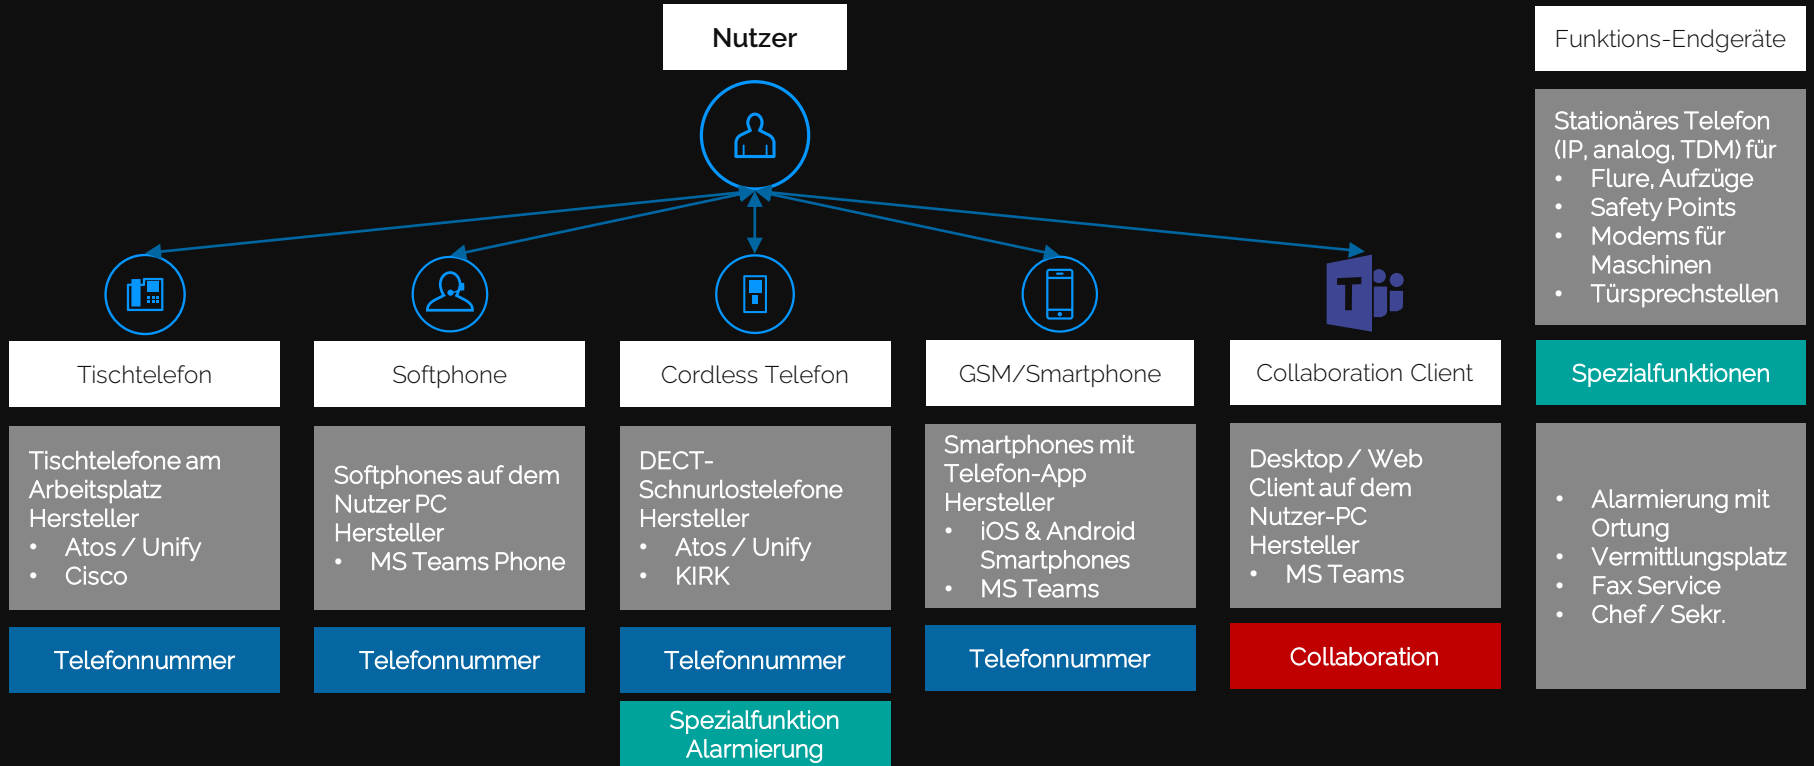 Nutzer
Tischtelefon
Tischtelefone am
Arbeitsplatz
Hersteller
• Atos / Unify
• Cisco
Telefonnummer
Softphone
Softphones auf dem
Nutzer PC
Hersteller
• MS Teams Phone
Telefonnummer
Cordless Telefon
DECT-
Schnurlostelefone
Hersteller
• Atos / Unify
• KIRK
Telefonnummer
Spezialfunktion
Alarmierung
GSM/Smartphone
Smartphones mit
Telefon-App
Hersteller
• iOS & Android
Smartphones
• MS Teams
Telefonnummer
T
Collaboration Client
Desktop / Web
Client auf dem
Nutzer-PC
Hersteller
• MS Teams
Collaboration
Funktions-Endgeräte
Stationäres Telefon
(IP, analog, TDM) für
• Flure, Aufzüge
• Safety Points
• Modems für
Maschinen
• Türsprechstellen
Spezialfunktionen
• Alarmierung mit
Ortung
• Vermittlungsplatz
• Fax Service
• Chef / Sekr.